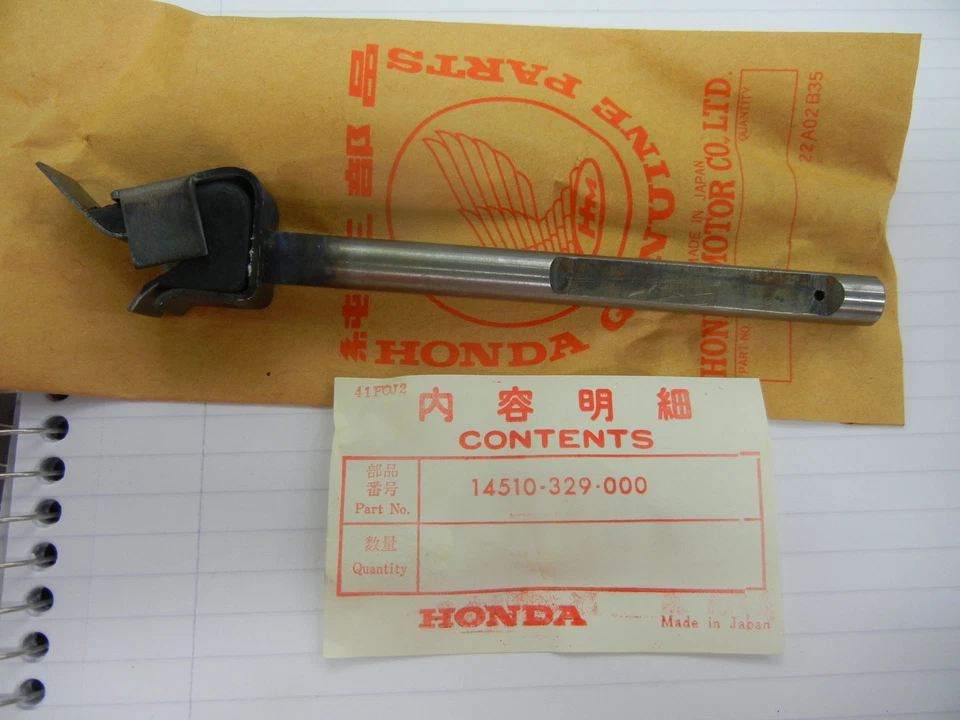 純正部品
HONDA GENUINE PARTS
HM
HONDA MOTOR CO., LTD.
MADE IN JAPAN
PART NO.
QUANTITY
22A02B35
41FOJ2
内容明細
CONTENTS
部品
番号
Part No.
14510-329-000
数量
Quantity
HONDA
Made in Japan